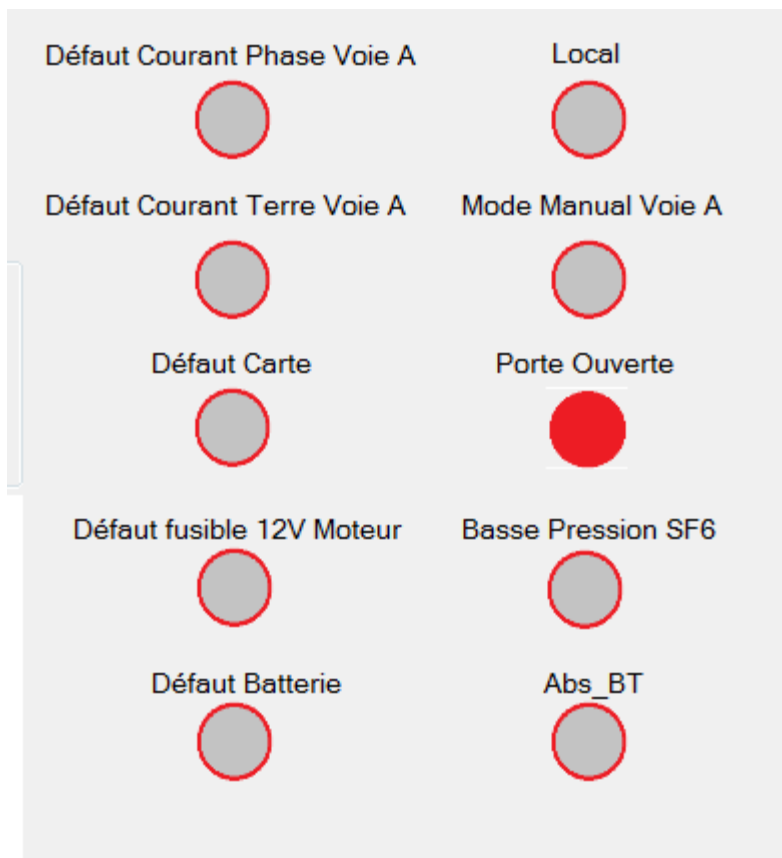 Défaut Courant Phase Voie A
Local
Défaut Courant Terre Voie A
Mode Manual Voie A
Défaut Carte
Porte Ouverte
Défaut fusible 12V Moteur
Basse Pression SF6
Défaut Batterie
Abs_BT